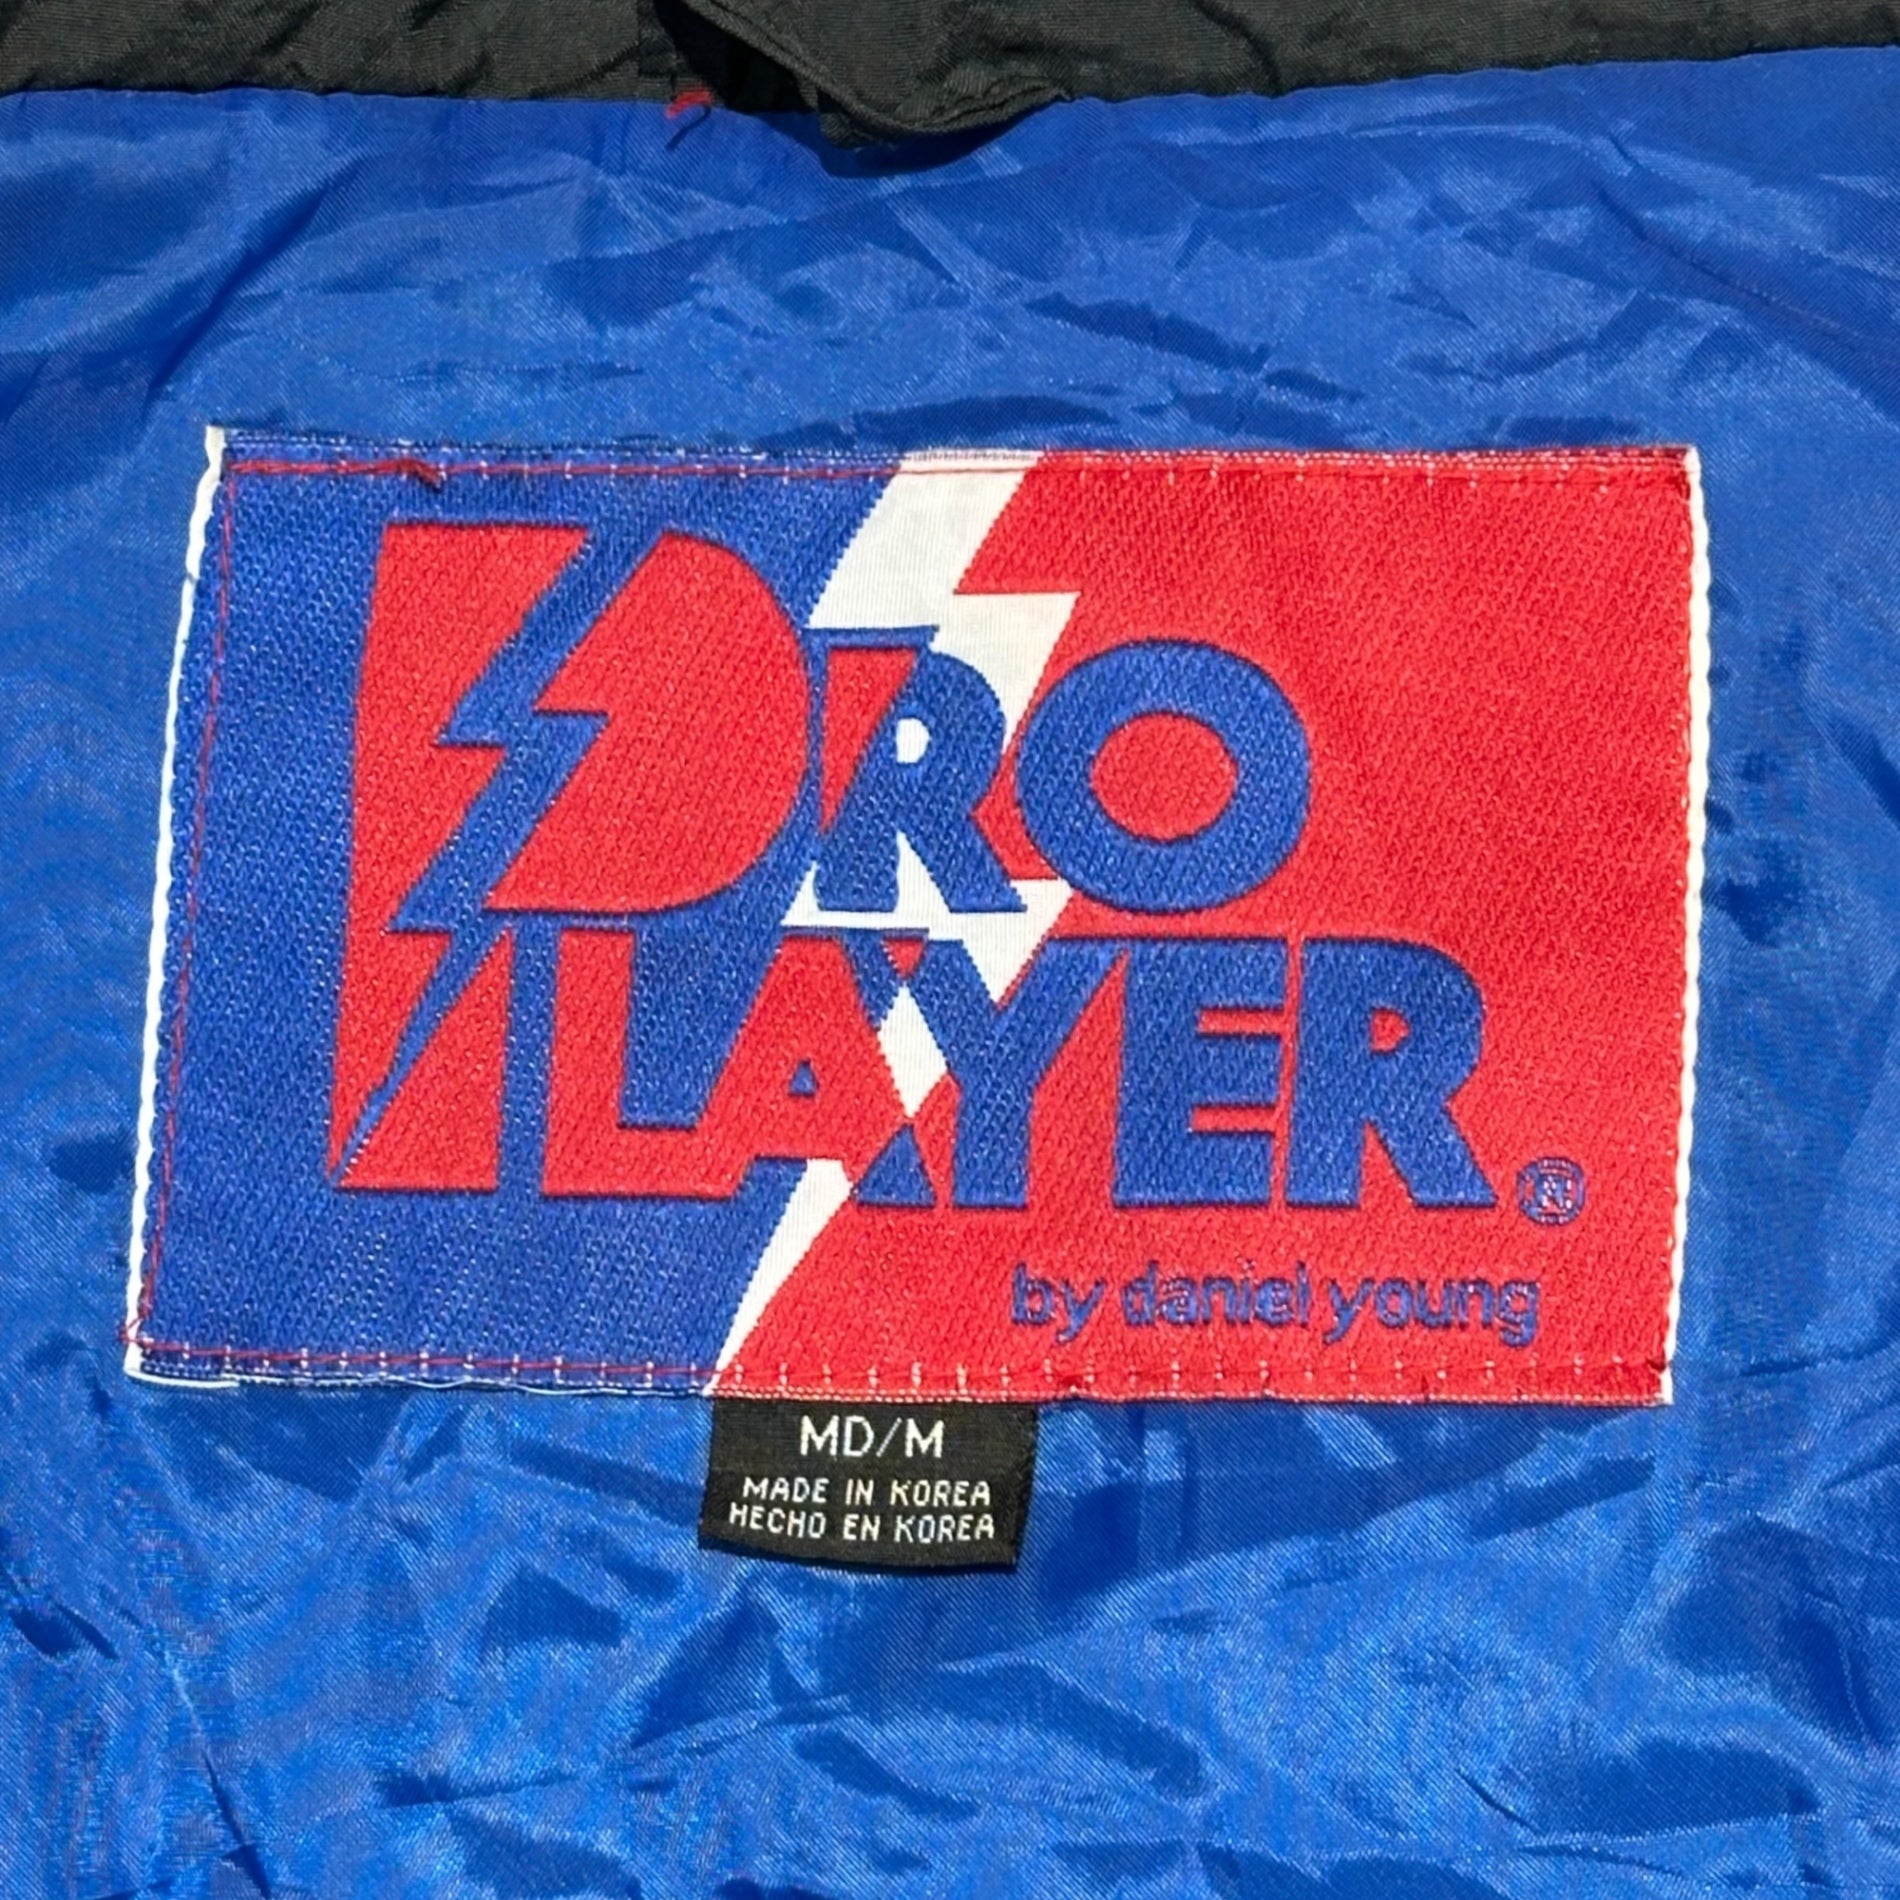 PRO
PLAYER®
by daniel young
MD/M
MADE IN KOREA
HECHO EN KOREA